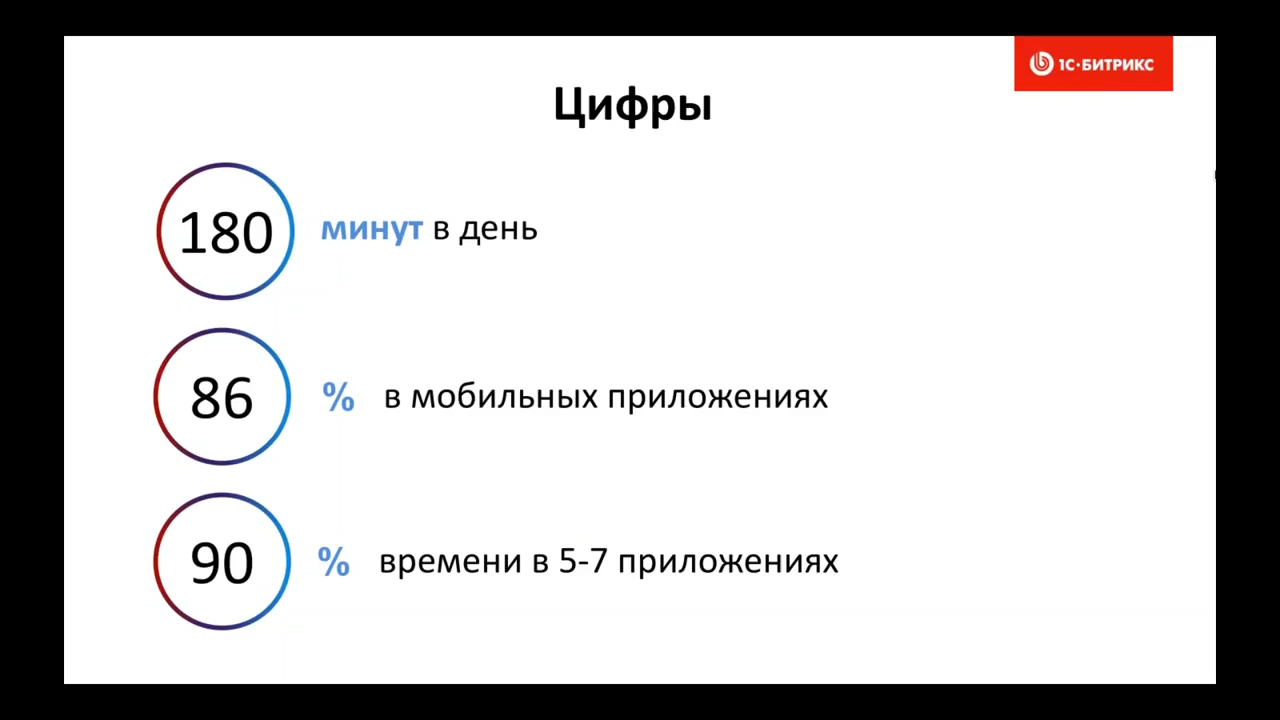 1С·БИТРИКС
Цифры
180 минут в день
86 % в мобильных приложениях
90 % времени в 5-7 приложениях